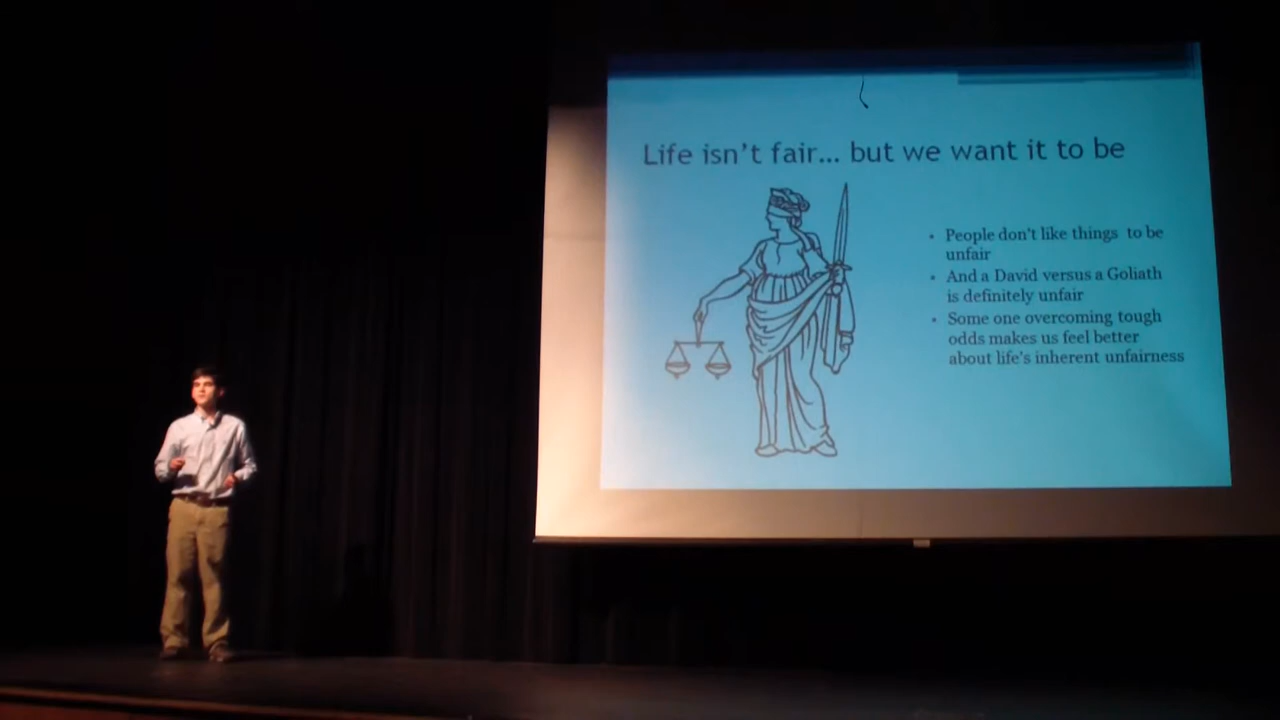 Life isn't fair... but we want it to be
• People don't like things to be
unfair
• And a David versus a Goliath
is definitely unfair
• Some one overcoming tough
odds makes us feel better
about life's inherent unfairness